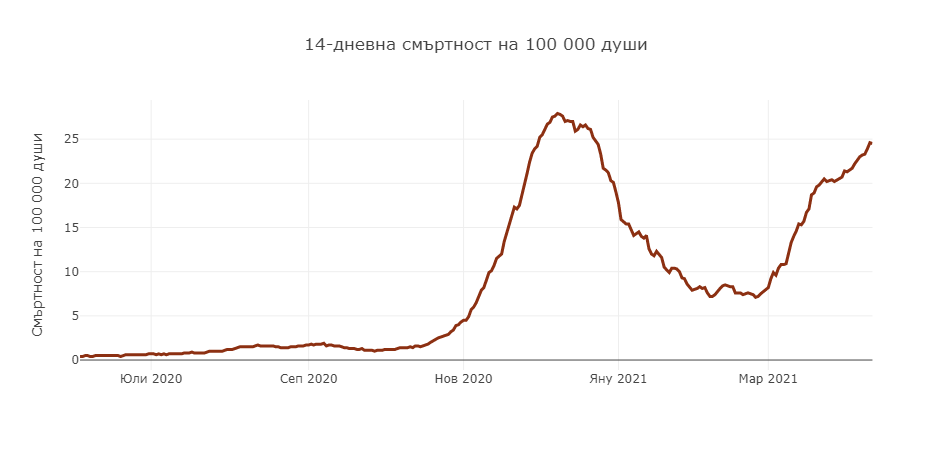 14-дневна смъртност на 100 000 души
Смъртност на 100 000 души
25
20
15
10
5
0
Юли 2020
Сеп 2020
Ное 2020
Яну 2021
Мар 2021